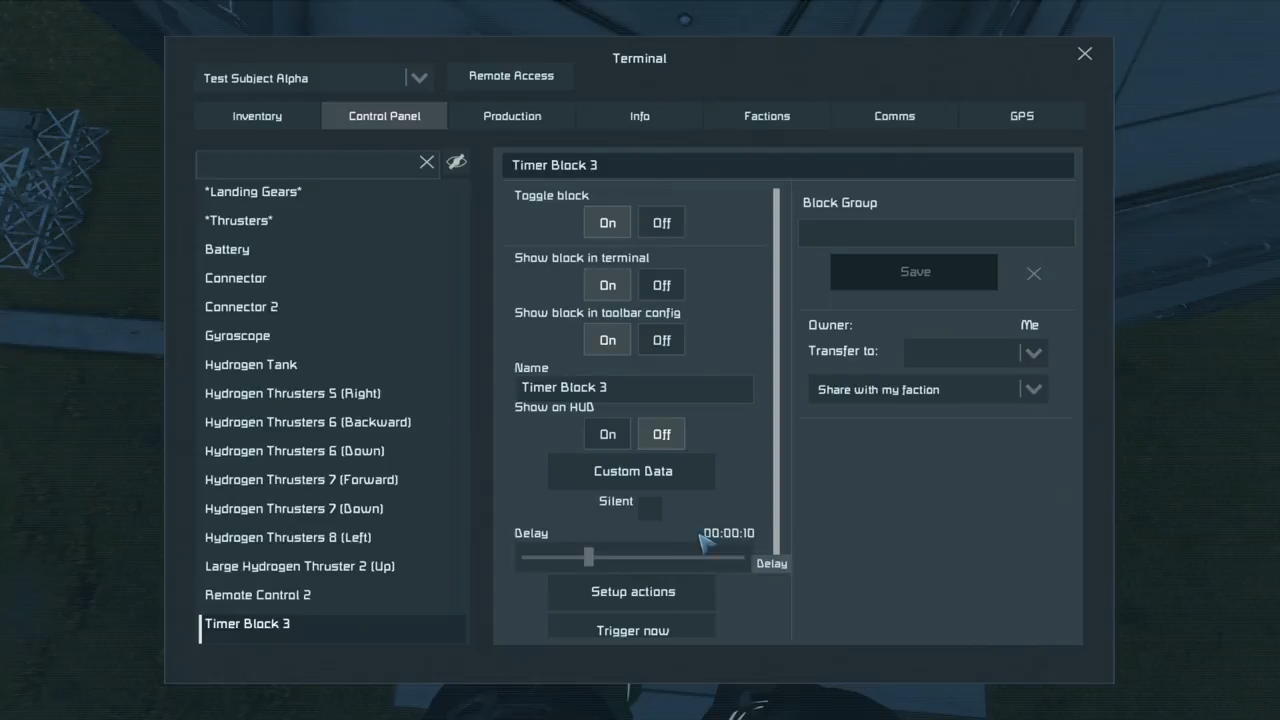 Terminal
Test Subject Alpha
Remote Access
Inventory
Control Panel
Production
Info
Factions
Comms
GPS
*Landing Gears*
*Thrusters*
Battery
Connector
Connector 2
Gyroscope
Hydrogen Tank
Hydrogen Thrusters 5 (Right)
Hydrogen Thrusters 6 (Backward)
Hydrogen Thrusters 6 (Down)
Hydrogen Thrusters 7 (Forward)
Hydrogen Thrusters 7 (Down)
Hydrogen Thrusters 8 (Left)
Large Hydrogen Thruster 2 (Up)
Remote Control 2
Timer Block 3
Timer Block 3
Toggle block
On Off
Show block in terminal
On Off
Show block in toolbar config
On Off
Name
Timer Block 3
Show on HUD
On Off
Custom Data
Silent
Delay 00:00:10
Delay
Setup actions
Trigger now
Block Group
Save
Owner: Me
Transfer to:
Share with my faction